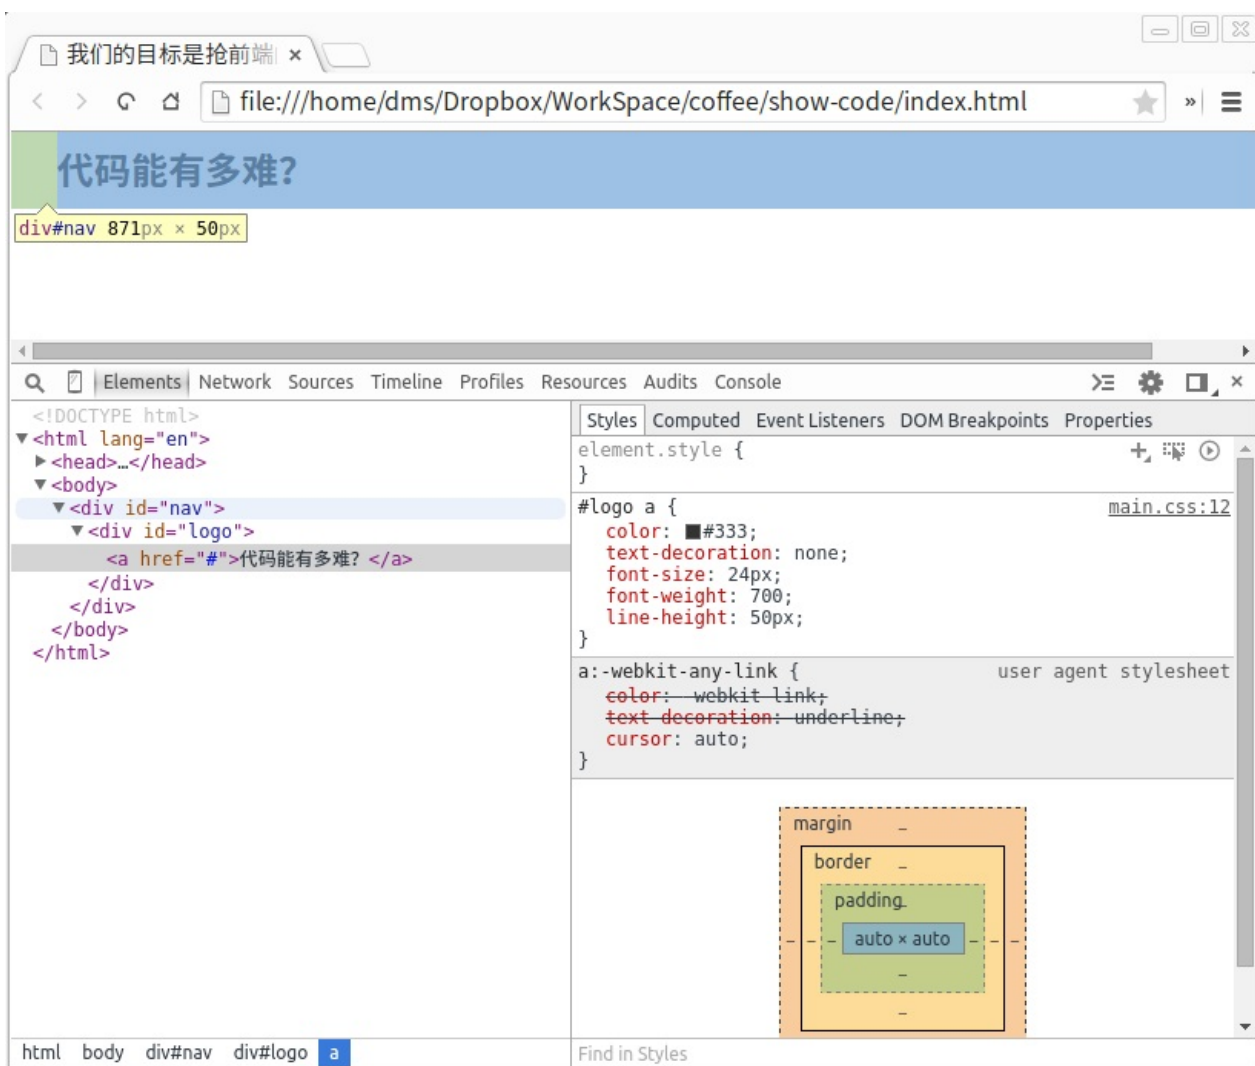 我们的目标是抢前端
file:///home/dms/Dropbox/WorkSpace/coffee/show-code/index.html
代码能有多难？
div#nav 871px × 50px
Elements Network Sources Timeline Profiles Resources Audits Console
<!DOCTYPE html>
<html lang="en">
<head>…</head>
<body>
<div id="nav">
<div id="logo">
<a href="#">代码能有多难？</a>
</div>
</div>
</body>
</html>
html body div#nav div#logo a
Styles Computed Event Listeners DOM Breakpoints Properties
element.style {
}
#logo a { main.css:12
color: #333;
text-decoration: none;
font-size: 24px;
font-weight: 700;
line-height: 50px;
}
a:-webkit-any-link { user agent stylesheet
color: -webkit-link;
text-decoration: underline;
cursor: auto;
}
margin –
border –
padding –
– – – auto × auto – – –
–
–
Find in Styles